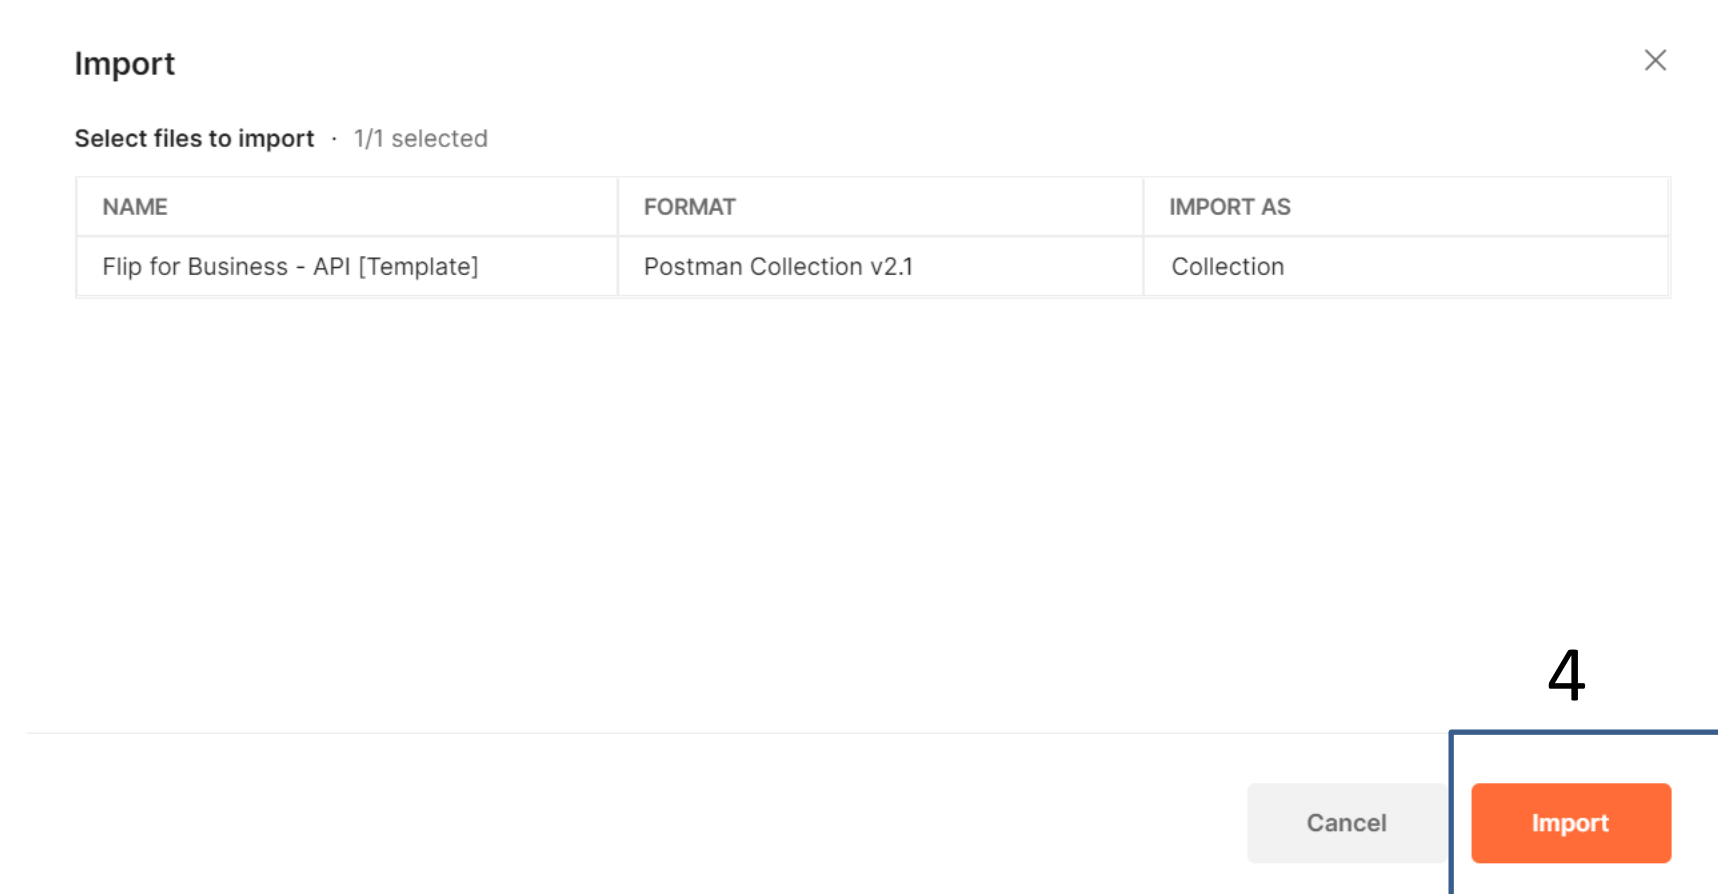 Import
Select files to import · 1/1 selected
NAME FORMAT IMPORT AS
Flip for Business - API [Template] Postman Collection v2.1 Collection
4
Cancel Import